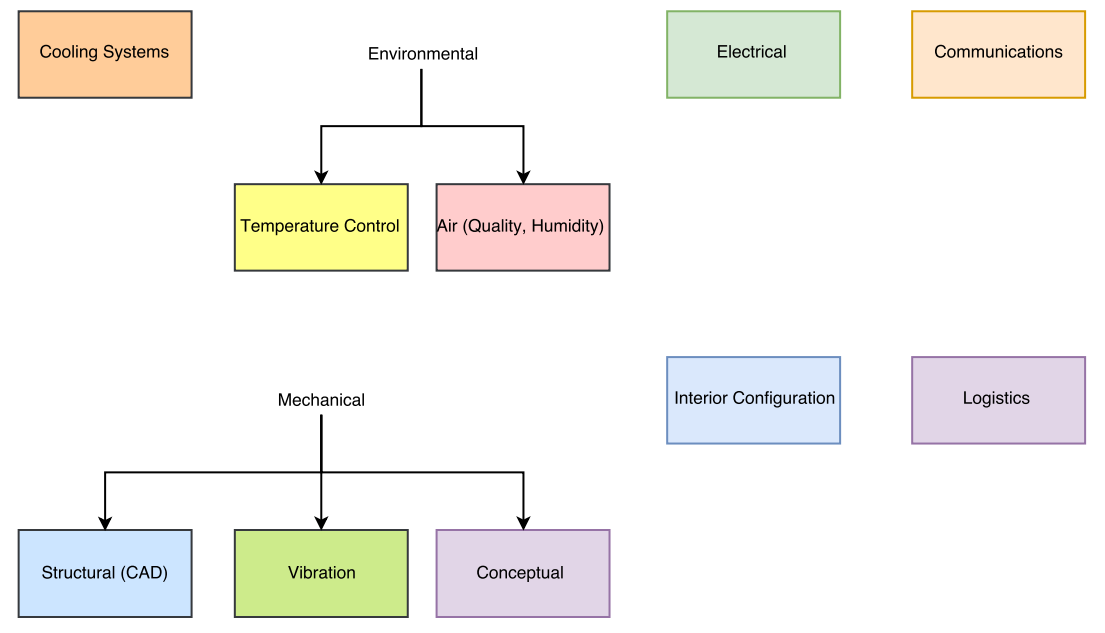 Cooling Systems
Environmental
Electrical
Communications
Temperature Control
Air (Quality, Humidity)
Mechanical
Interior Configuration
Logistics
Structural (CAD)
Vibration
Conceptual